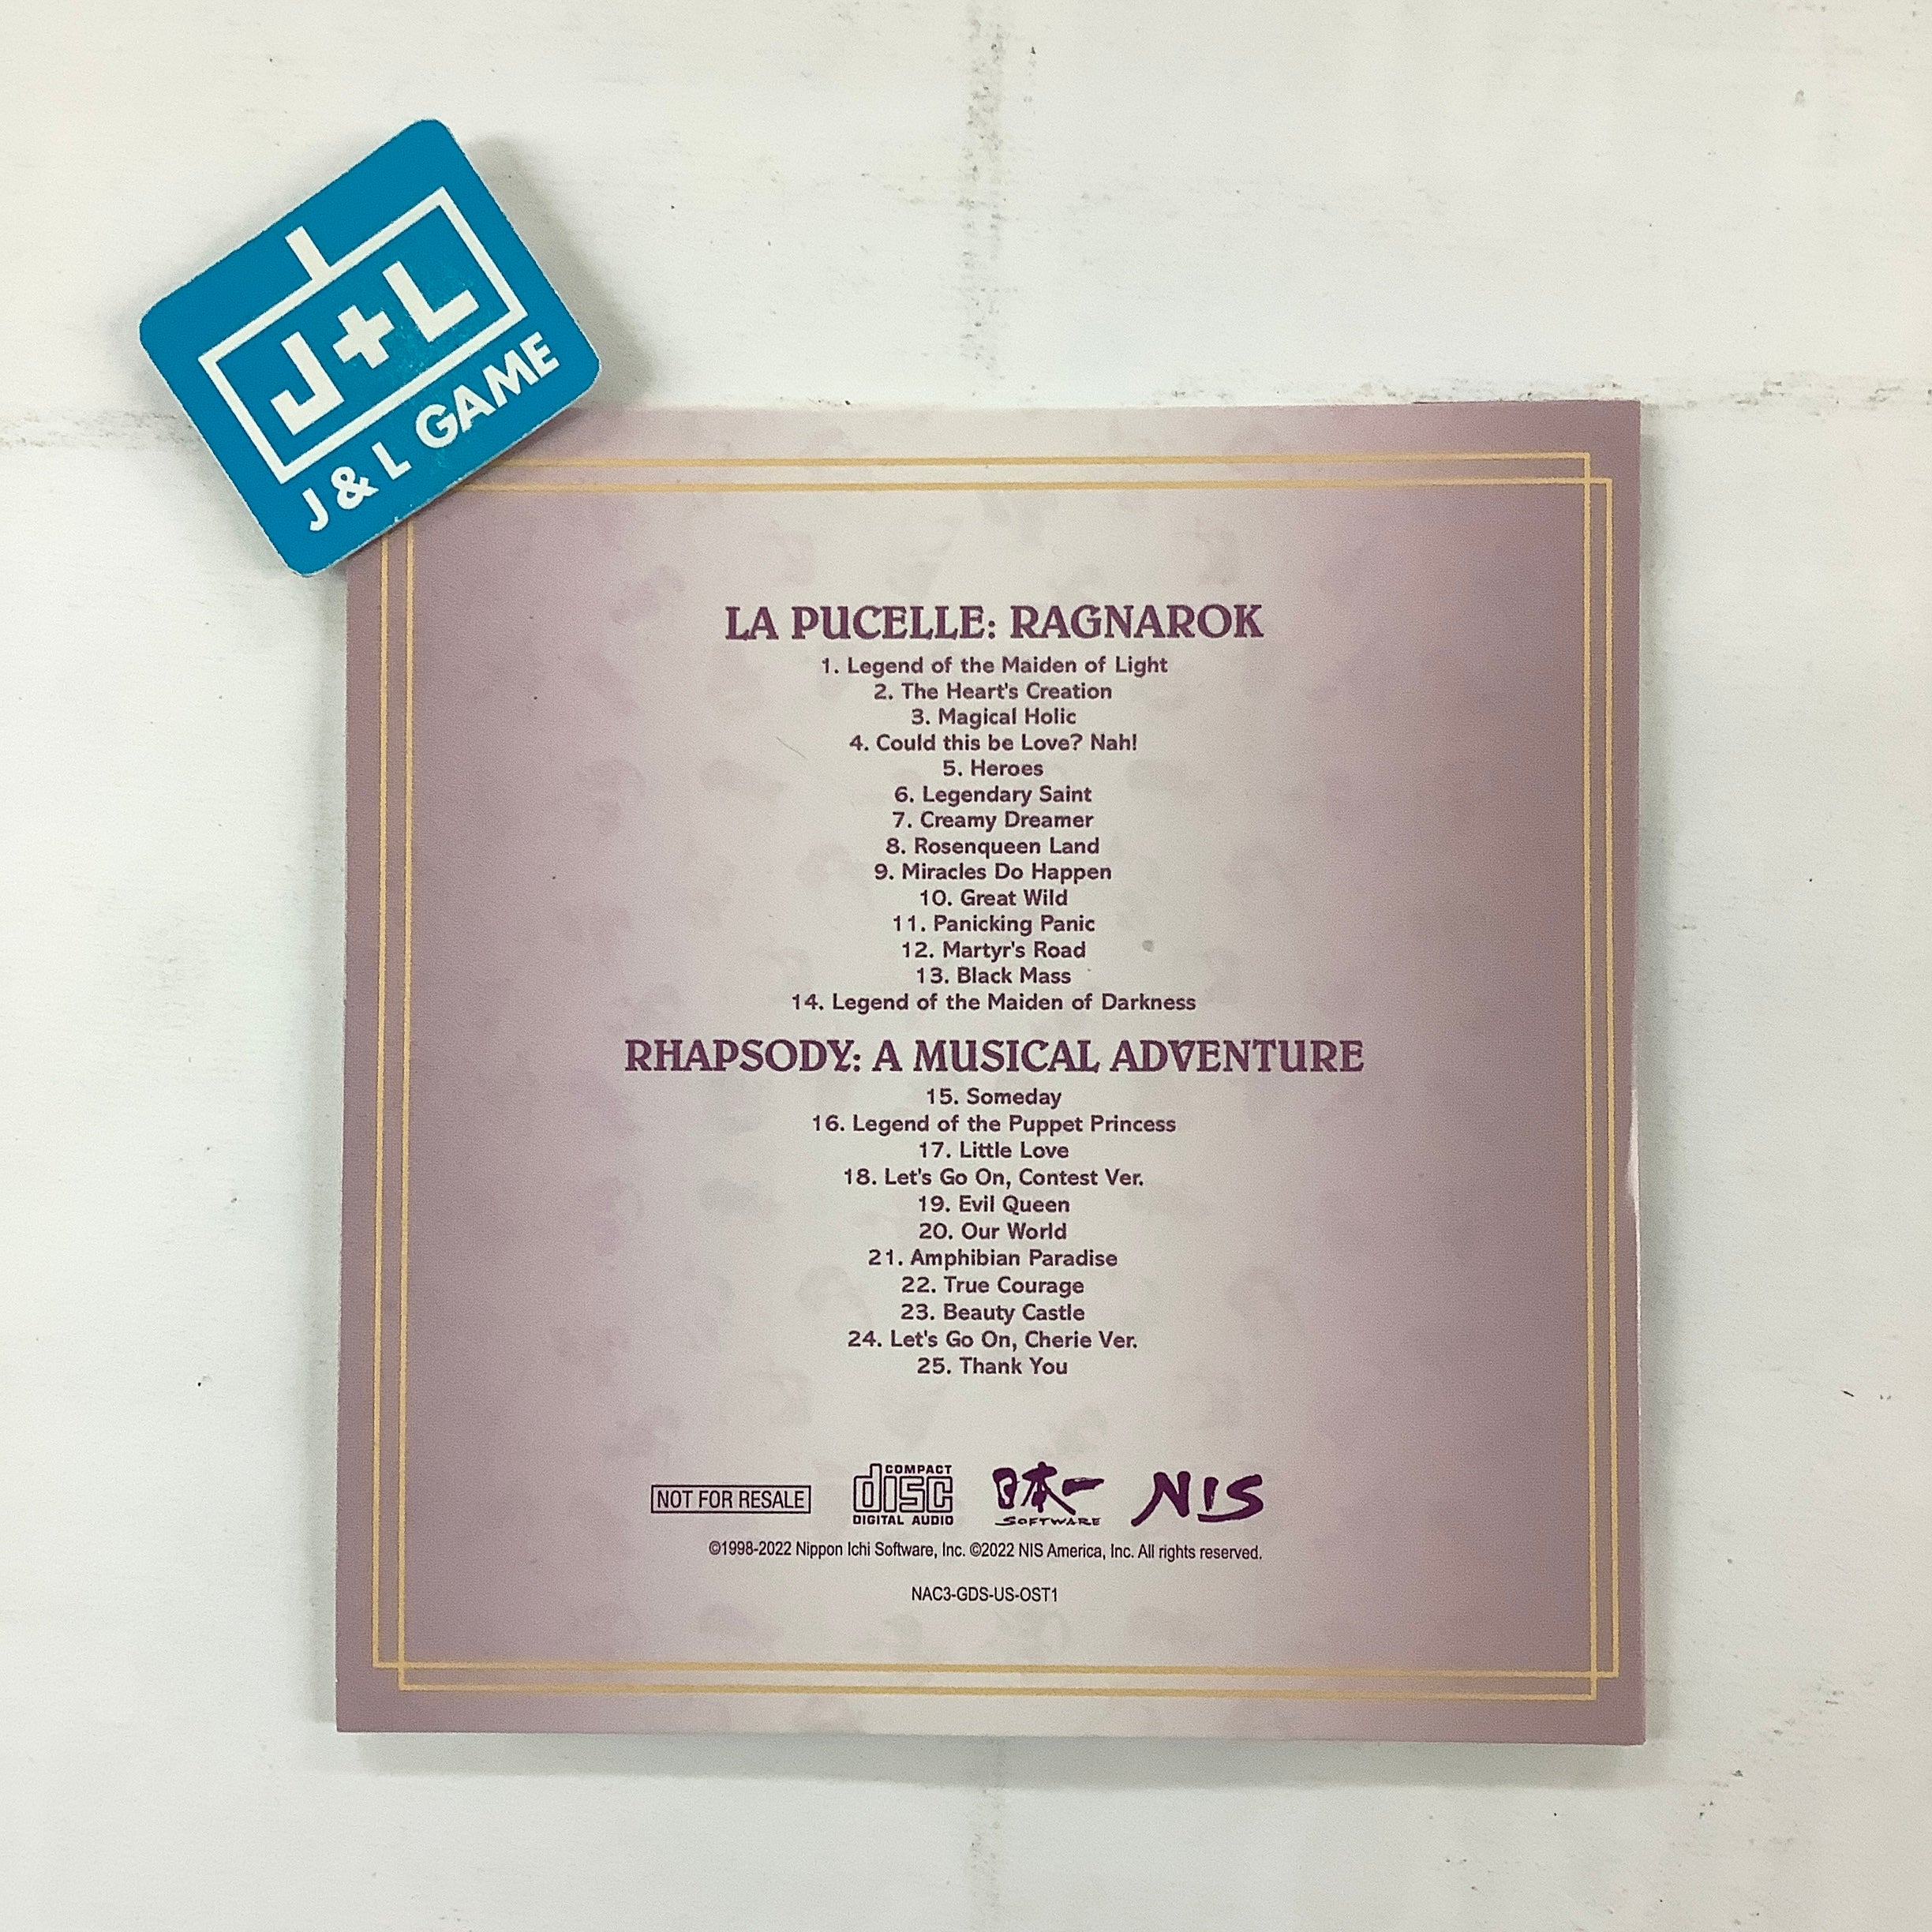 J+L
J & L GAME
LA PUCELLE: RAGNAROK
1. Legend of the Maiden of Light
2. The Heart's Creation
3. Magical Holic
4. Could this be Love? Nah!
5. Heroes
6. Legendary Saint
7. Creamy Dreamer
8. Rosenqueen Land
9. Miracles Do Happen
10. Great Wild
11. Panicking Panic
12. Martyr's Road
13. Black Mass
14. Legend of the Maiden of Darkness
RHAPSODY: A MUSICAL ADVENTURE
15. Someday
16. Legend of the Puppet Princess
17. Little Love
18. Let's Go On, Contest Ver.
19. Evil Queen
20. Our World
21. Amphibian Paradise
22. True Courage
23. Beauty Castle
24. Let's Go On, Cherie Ver.
25. Thank You
NOT FOR RESALE
COMPACT
disc
DIGITAL AUDIO
日本一
SOFTWARE
NIS
©1998-2022 Nippon Ichi Software, Inc. ©2022 NIS America, Inc. All rights reserved.
NAC3-GDS-US-OST1